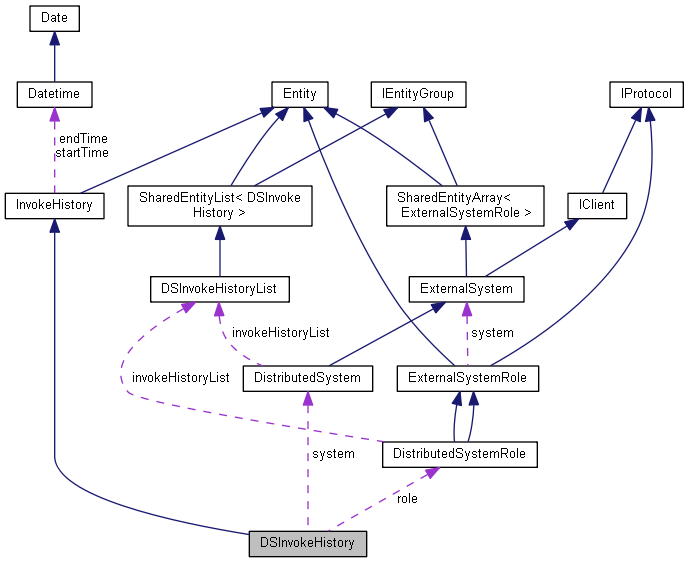 Date
Datetime
Entity
IEntityGroup
IProtocol
endTime
startTime
InvokeHistory
SharedEntityList< DSInvoke
History >
SharedEntityArray<
ExternalSystemRole >
IClient
DSInvokeHistoryList
ExternalSystem
invokeHistoryList
system
invokeHistoryList
DistributedSystem
ExternalSystemRole
system
DistributedSystemRole
role
DSInvokeHistory